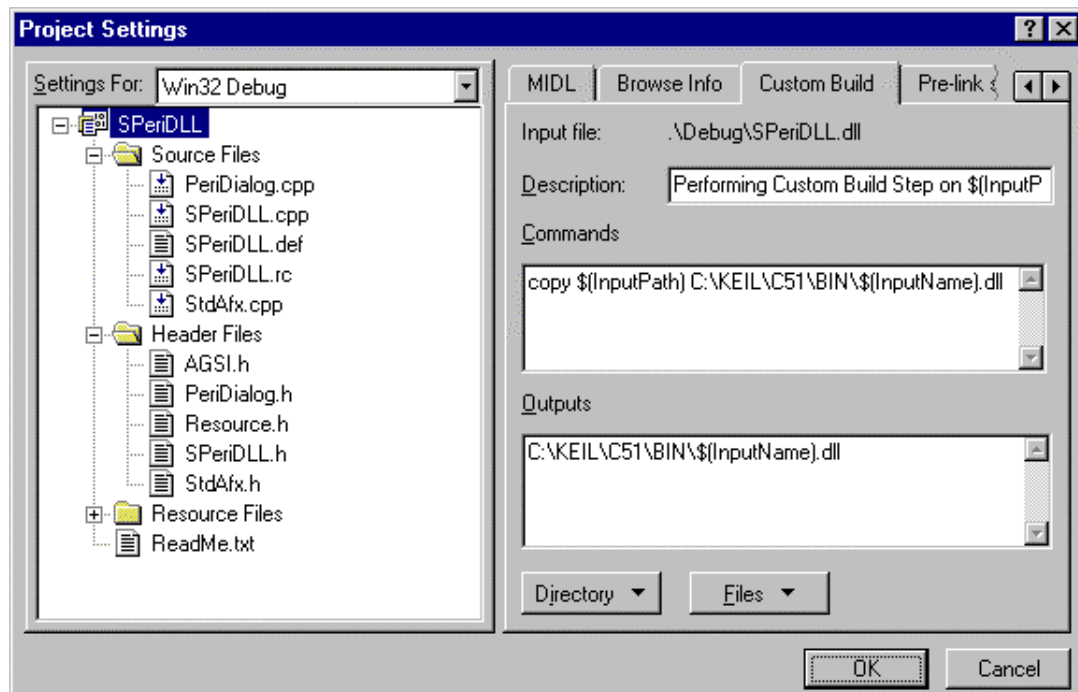 Project Settings
Settings For: Win32 Debug
SPeriDLL
Source Files
PeriDialog.cpp
SPeriDLL.cpp
SPeriDLL.def
SPeriDLL.rc
StdAfx.cpp
Header Files
AGSI.h
PeriDialog.h
Resource.h
SPeriDLL.h
StdAfx.h
Resource Files
ReadMe.txt
MIDL Browse Info Custom Build Pre-link
Input file: .\Debug\SPeriDLL.dll
Description: Performing Custom Build Step on $(InputP
Commands
copy $(InputPath) C:\KEIL\C51\BIN\$(InputName).dll
Outputs
C:\KEIL\C51\BIN\$(InputName).dll
Directory Files
OK Cancel